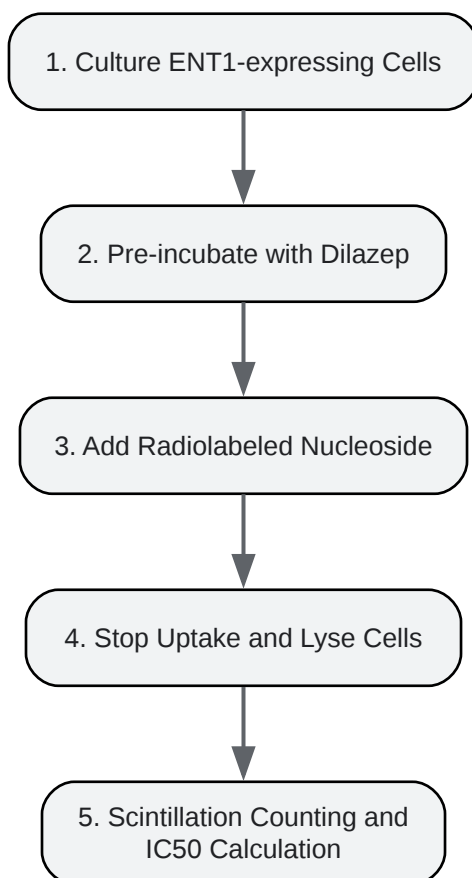 1. Culture ENT1-expressing Cells
2. Pre-incubate with Dilazep
3. Add Radiolabeled Nucleoside
4. Stop Uptake and Lyse Cells
5. Scintillation Counting and
IC50 Calculation